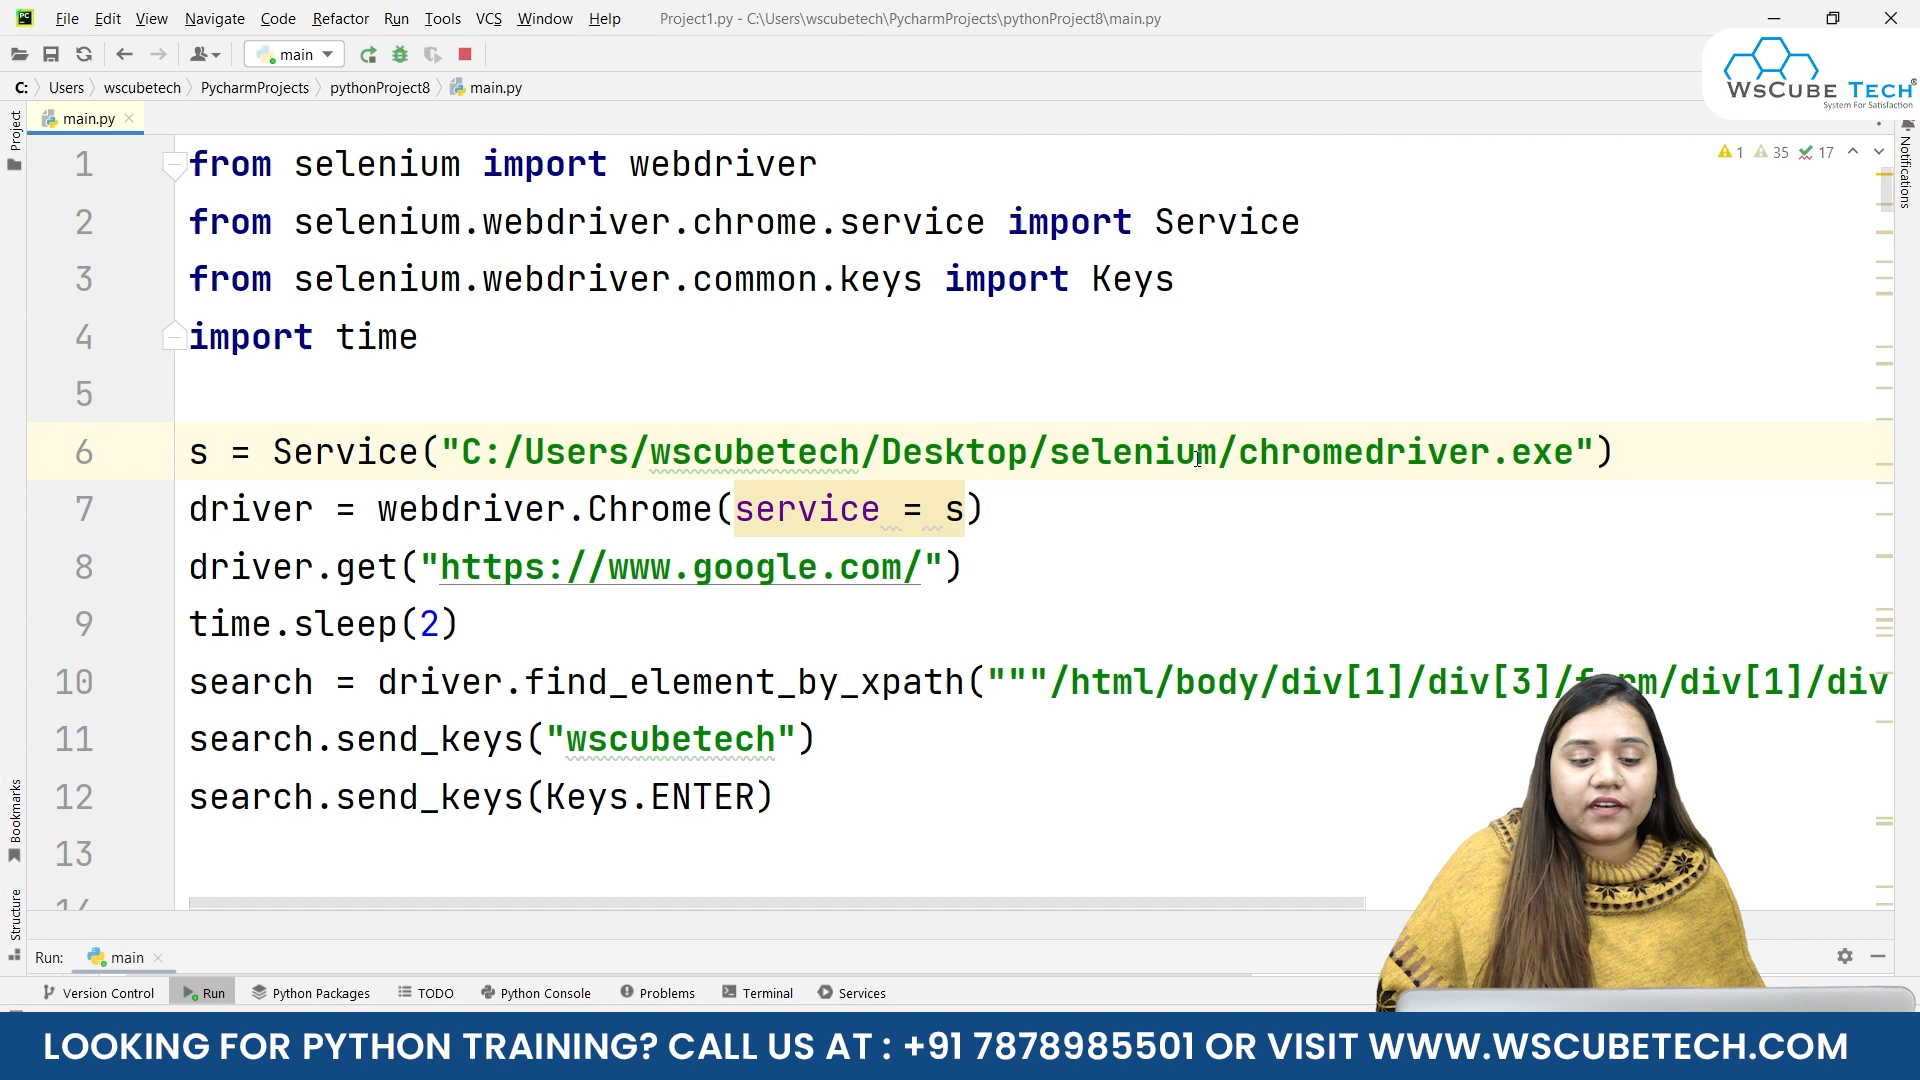 File Edit View Navigate Code Refactor Run Tools VCS Window Help Project1.py - C:\Users\wscubetech\PycharmProjects\pythonProject8\main.py
main
WSCUBE TECH®
System For Satisfaction
C: Users wscubetech PycharmProjects pythonProject8 main.py
Project
main.py
Notifications
1 35 17
1 from selenium import webdriver
2 from selenium.webdriver.chrome.service import Service
3 from selenium.webdriver.common.keys import Keys
4 import time
5
6 s = Service("C:/Users/wscubetech/Desktop/selenium/chromedriver.exe")
7 driver = webdriver.Chrome(service = s)
8 driver.get("https://www.google.com/")
9 time.sleep(2)
10 search = driver.find_element_by_xpath("""/html/body/div[1]/div[3]/form/div[1]/div
11 search.send_keys("wscubetech")
12 search.send_keys(Keys.ENTER)
13
14
Bookmarks
Structure
Run: main
Version Control Run Python Packages TODO Python Console Problems Terminal Services
LOOKING FOR PYTHON TRAINING? CALL US AT : +91 7878985501 OR VISIT WWW.WSCUBETECH.COM